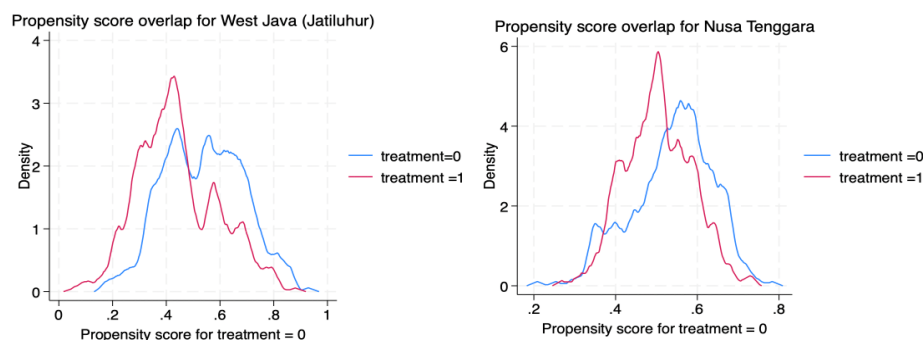 Propensity score overlap for West Java (Jatiluhur)
4
3
2
1
0
Density
0
.2
.4
.6
.8
1
Propensity score for treatment = 0
treatment=0
treatment =1
Propensity score overlap for Nusa Tenggara
6
4
2
0
Density
.2
.4
.6
.8
Propensity score for treatment = 0
treatment =0
treatment =1